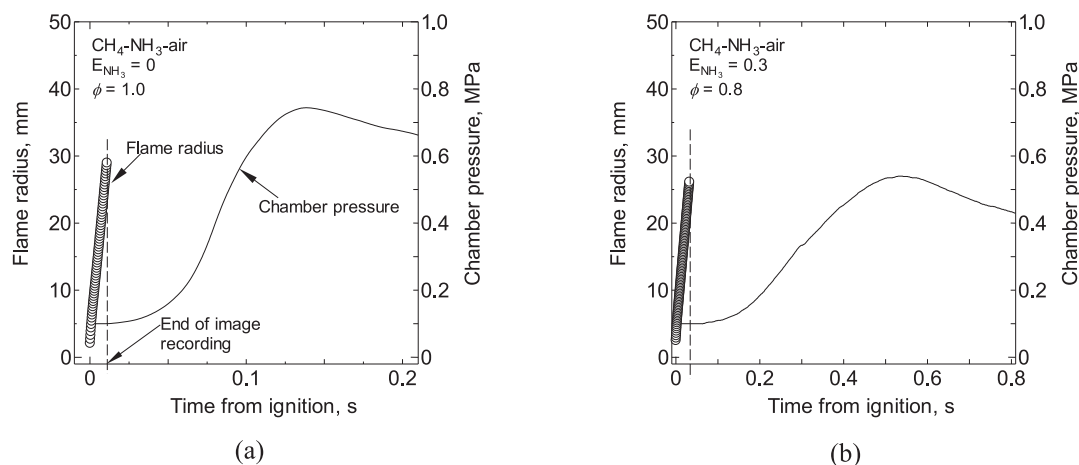 50
40
30
20
10
0
Flame radius, mm
CH4-NH3-air
ENH3 = 0
ϕ = 1.0
Flame radius
Chamber pressure
End of image
recording
1.0
0.8
0.6
0.4
0.2
0
Chamber pressure, MPa
0 0.1 0.2
Time from ignition, s
(a)
50
40
30
20
10
0
Flame radius, mm
CH4-NH3-air
ENH3 = 0.3
ϕ = 0.8
1.0
0.8
0.6
0.4
0.2
0
Chamber pressure, MPa
0 0.2 0.4 0.6 0.8
Time from ignition, s
(b)